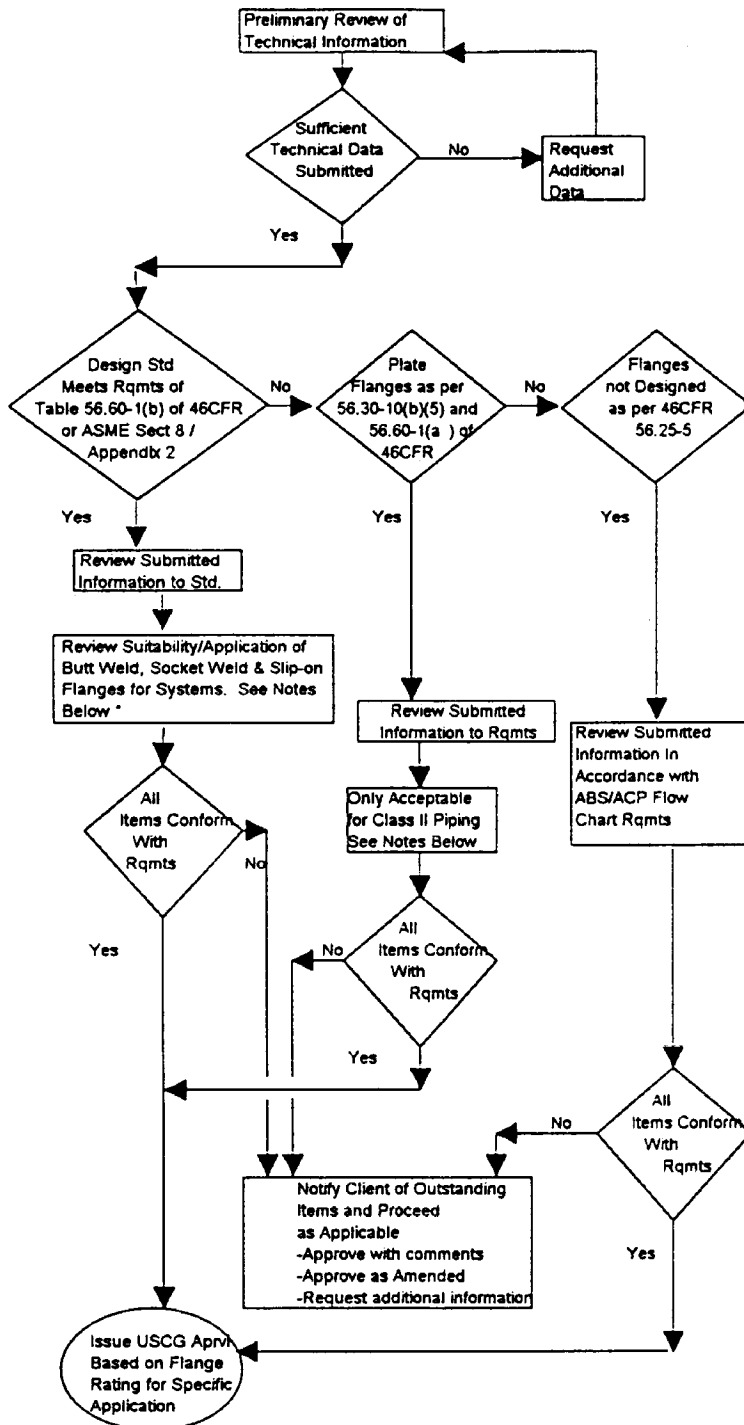 Preliminary Review of
Technical Information
Sufficient
Technical Data
Submitted
No
Request
Additional
Data
Yes
Design Std
Meets Rqmts of
Table 56.60-1(b) of 46CFR
or ASME Sect 8 /
Appendix 2
No
Plate
Flanges as per
56.30-10(b)(5) and
56.60-1(a ) of
46CFR
No
Flanges
not Designed
as per 46CFR
56.25-5
Yes
Yes
Yes
Review Submitted
Information to Std.
Review Suitability/Application of
Butt Weld, Socket Weld & Slip-on
Flanges for Systems. See Notes
Below *
Review Submitted
Information to Rqmts
Review Submitted
Information In
Accordance with
ABS/ACP Flow
Chart Rqmts
Only Acceptable
for Class II Piping
See Notes Below
All
Items Conform
With
Rqmts
No
Yes
All
Items Conform
With
Rqmts
No
Yes
All
Items Conform
With
Rqmts
No
Yes
Notify Client of Outstanding
Items and Proceed
as Applicable
-Approve with comments
-Approve as Amended
-Request additional information
Issue USCG Aprvl
Based on Flange
Rating for Specific
Application